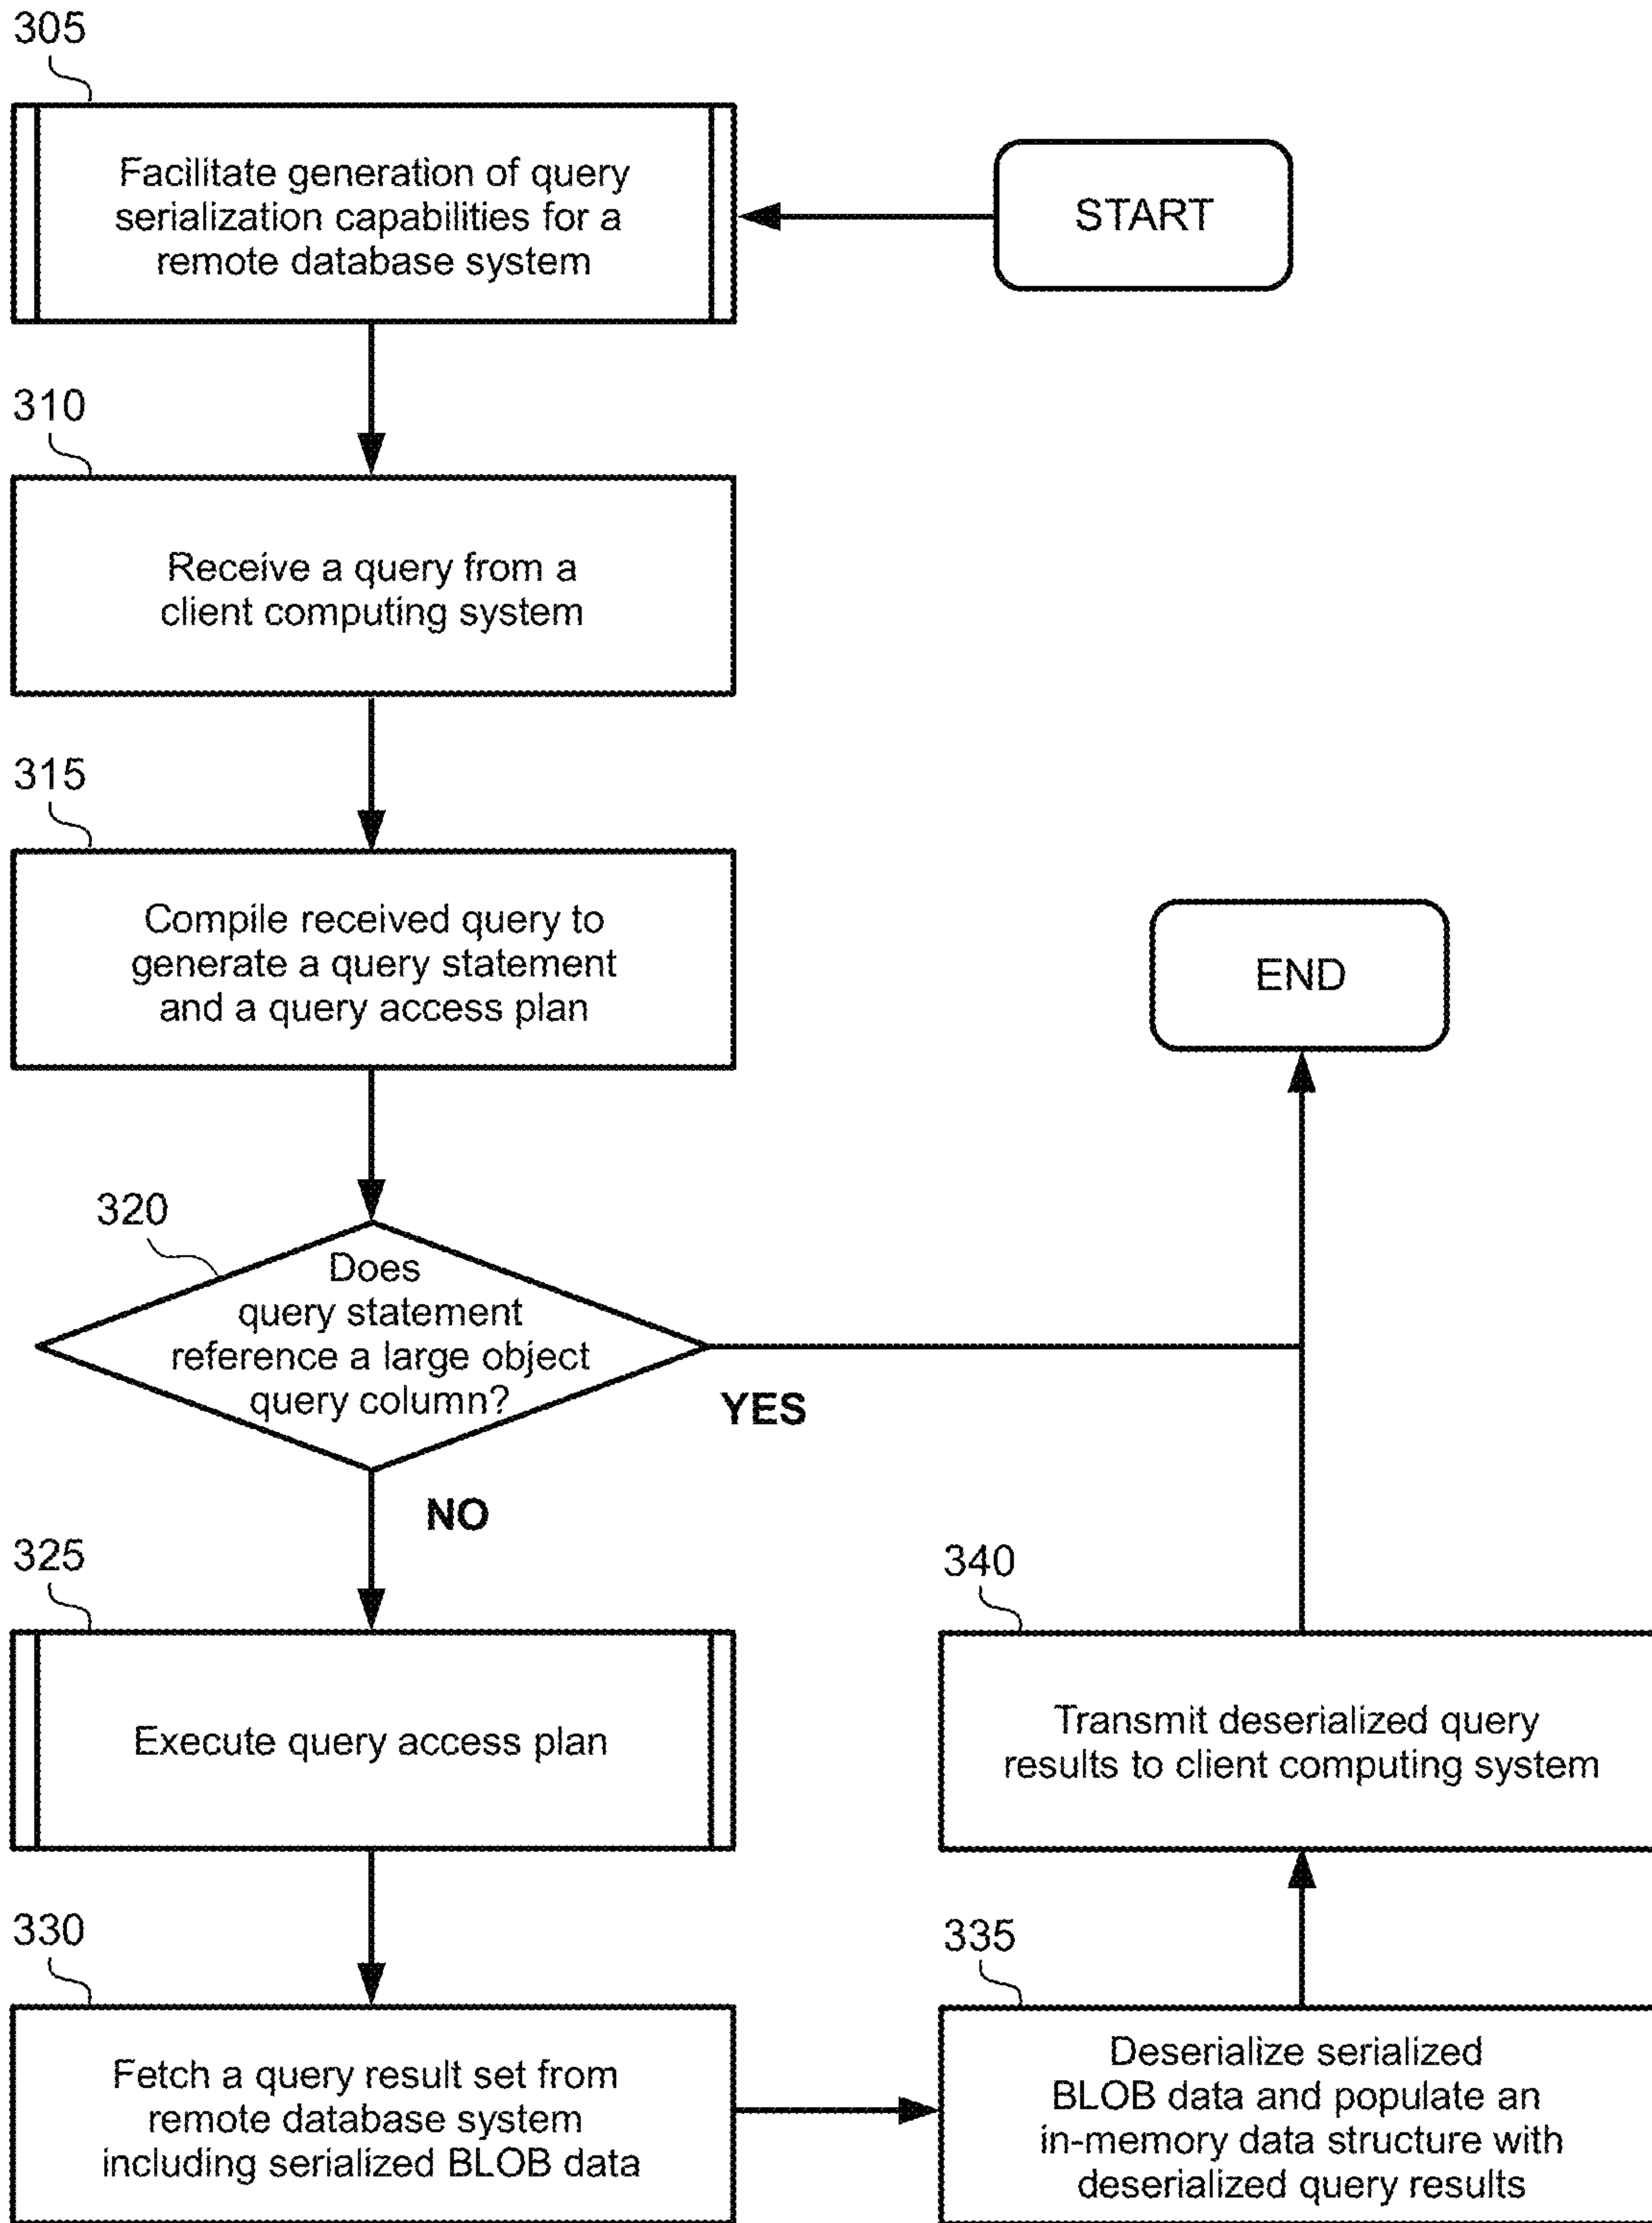 305
Facilitate generation of query
serialization capabilities for a
remote database system
START
310
Receive a query from a
client computing system
315
Compile received query to
generate a query statement
and a query access plan
END
320
Does
query statement
reference a large object
query column?
YES
NO
325
Execute query access plan
340
Transmit deserialized query
results to client computing system
330
Fetch a query result set from
remote database system
including serialized BLOB data
335
Deserialize serialized
BLOB data and populate an
in-memory data structure with
deserialized query results